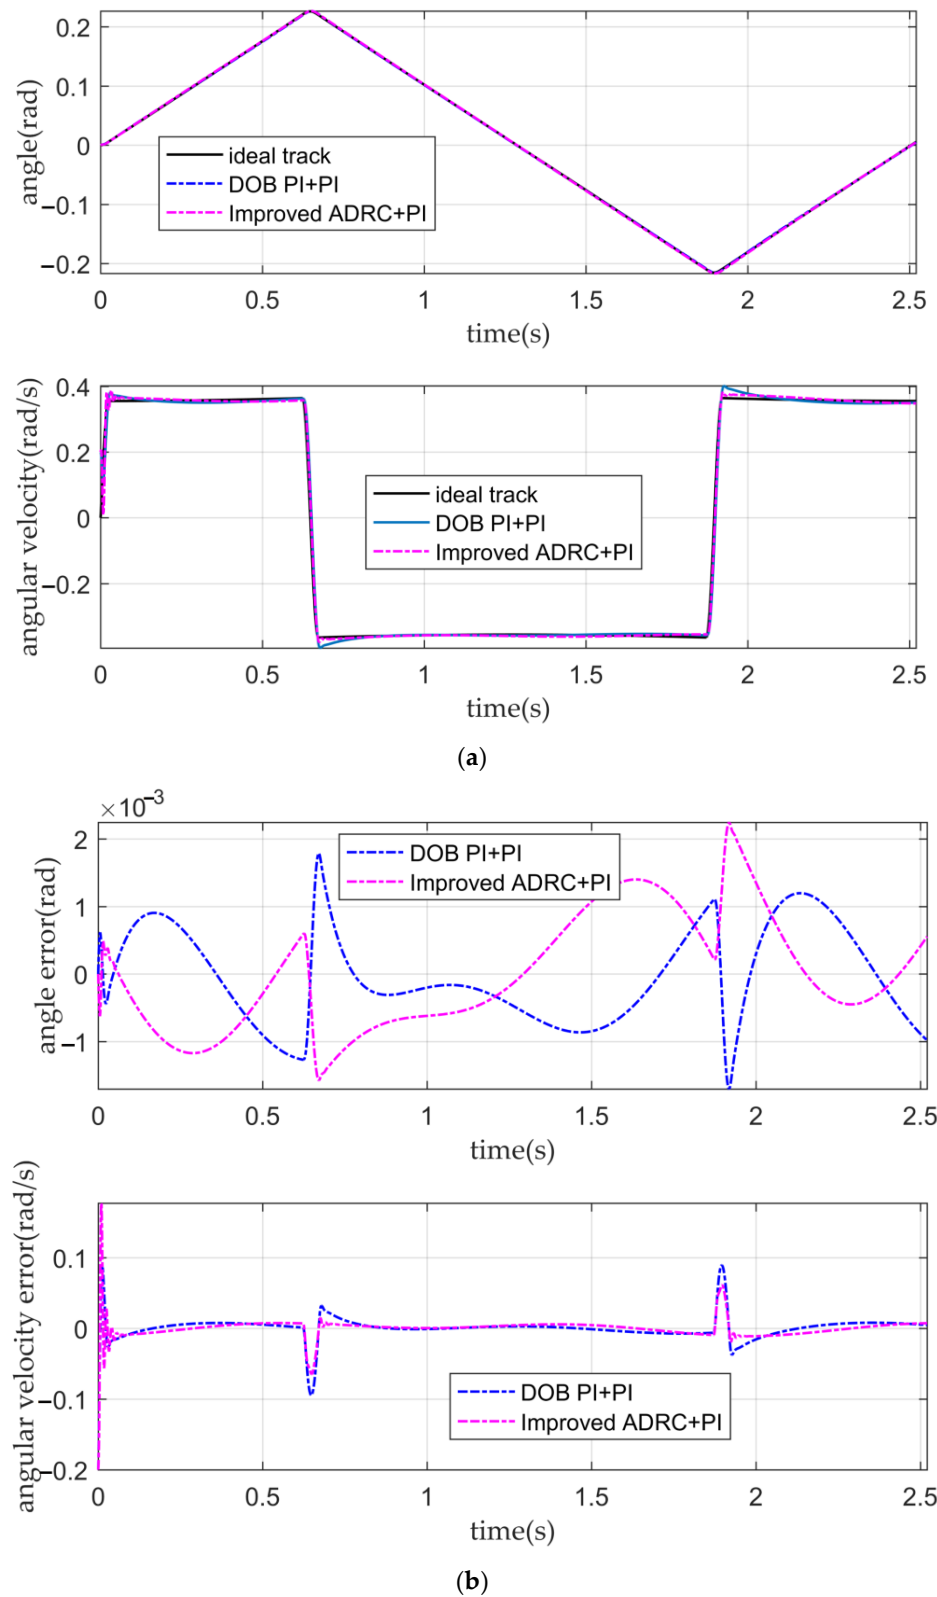 0.2
0.1
0
−0.1
−0.2
angle(rad)
ideal track
DOB PI+PI
Improved ADRC+PI
0 0.5 1 1.5 2 2.5
time(s)
0.4
0.2
0
−0.2
angular velocity(rad/s)
ideal track
DOB PI+PI
Improved ADRC+PI
0 0.5 1 1.5 2 2.5
time(s)
(a)
×10⁻³
2
1
0
−1
angle error(rad)
DOB PI+PI
Improved ADRC+PI
0 0.5 1 1.5 2 2.5
time(s)
0.1
0
−0.1
−0.2
angular velocity error(rad/s)
DOB PI+PI
Improved ADRC+PI
0 0.5 1 1.5 2 2.5
time(s)
(b)